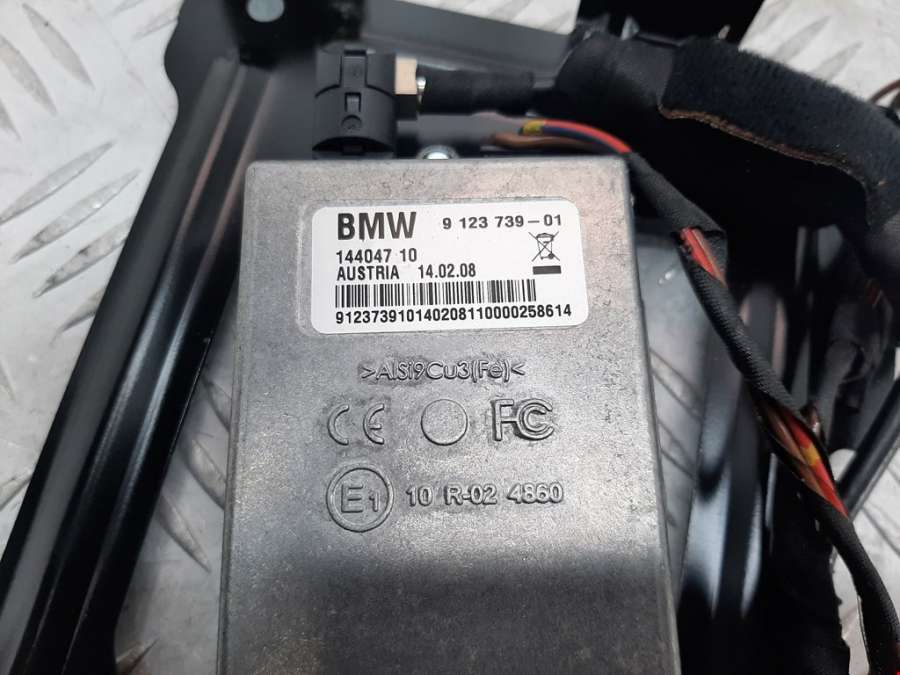 BMW 9 123 739-01
144047 10
AUSTRIA 14.02.08
912373910140208110000258614
>AlSi9Cu3(Fe)<
CE FC
E1 10 R-02 4860